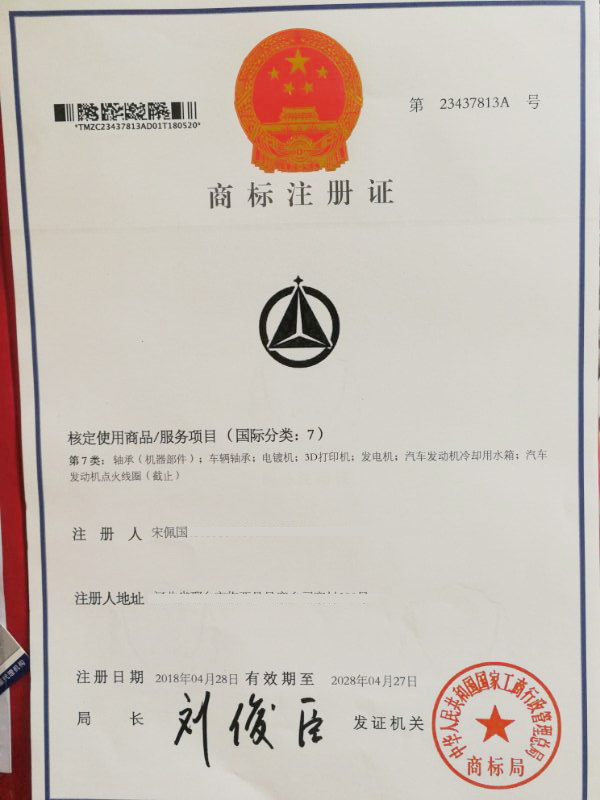 第 23437813A 号
*TMZC23437813AD01T180520*
商标注册证
核定使用商品/服务项目（国际分类：7）
第7类：轴承（机器部件）；车辆轴承；电镀机；3D打印机；发电机；汽车发动机冷却用水箱；汽车
发动机点火线圈（截止）
注册人 宋佩国
注册人地址
注册日期 2018年04月28日 有效期至 2028年04月27日
局长 刘俊臣 发证机关
中华人民共和国国家工商行政管理总局
商标局